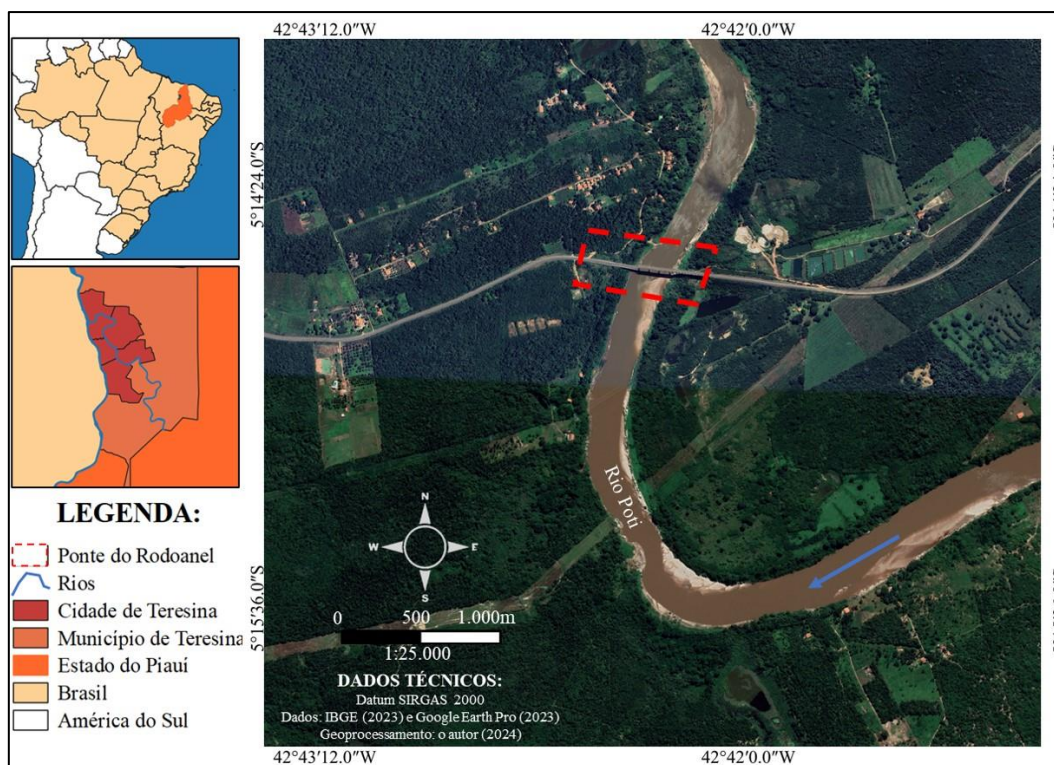 42°43'12.0"W
42°42'0.0"W
5°14'24.0"S
Rio Poti
N
W
E
S
5°15'36.0"S
0 500 1.000m
1:25.000
DADOS TÉCNICOS:
Datum SIRGAS 2000
Dados: IBGE (2023) e Google Earth Pro (2023)
Geoprocessamento: o autor (2024)
42°43'12.0"W
42°42'0.0"W
LEGENDA:
Ponte do Rodoanel
Rios
Cidade de Teresina
Município de Teresina
Estado do Piauí
Brasil
América do Sul